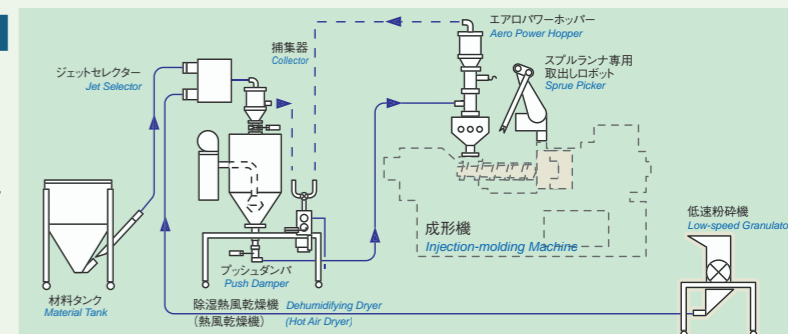 エアロパワーホッパー
Aero Power Hopper
捕集器
Collector
スプルランナ専用
取出しロボット
Sprue Picker
ジェットセレクター
Jet Selector
成形機
Injection-molding Machine
低速粉砕機
Low-speed Granulato
プッシュダンパ
Push Damper
材料タンク
Material Tank
除湿熱風乾燥機 Dehumidifying Dryer
(熱風乾燥機) (Hot Air Dryer)